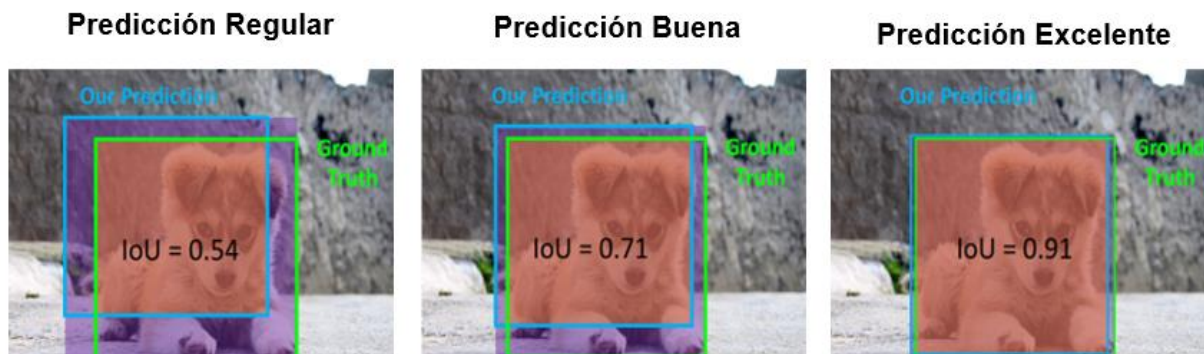 Predicción Regular
Our Prediction
Ground
Truth
IoU = 0.54
Predicción Buena
Our Prediction
Ground
Truth
IoU = 0.71
Predicción Excelente
Our Prediction
Ground
Truth
IoU = 0.91